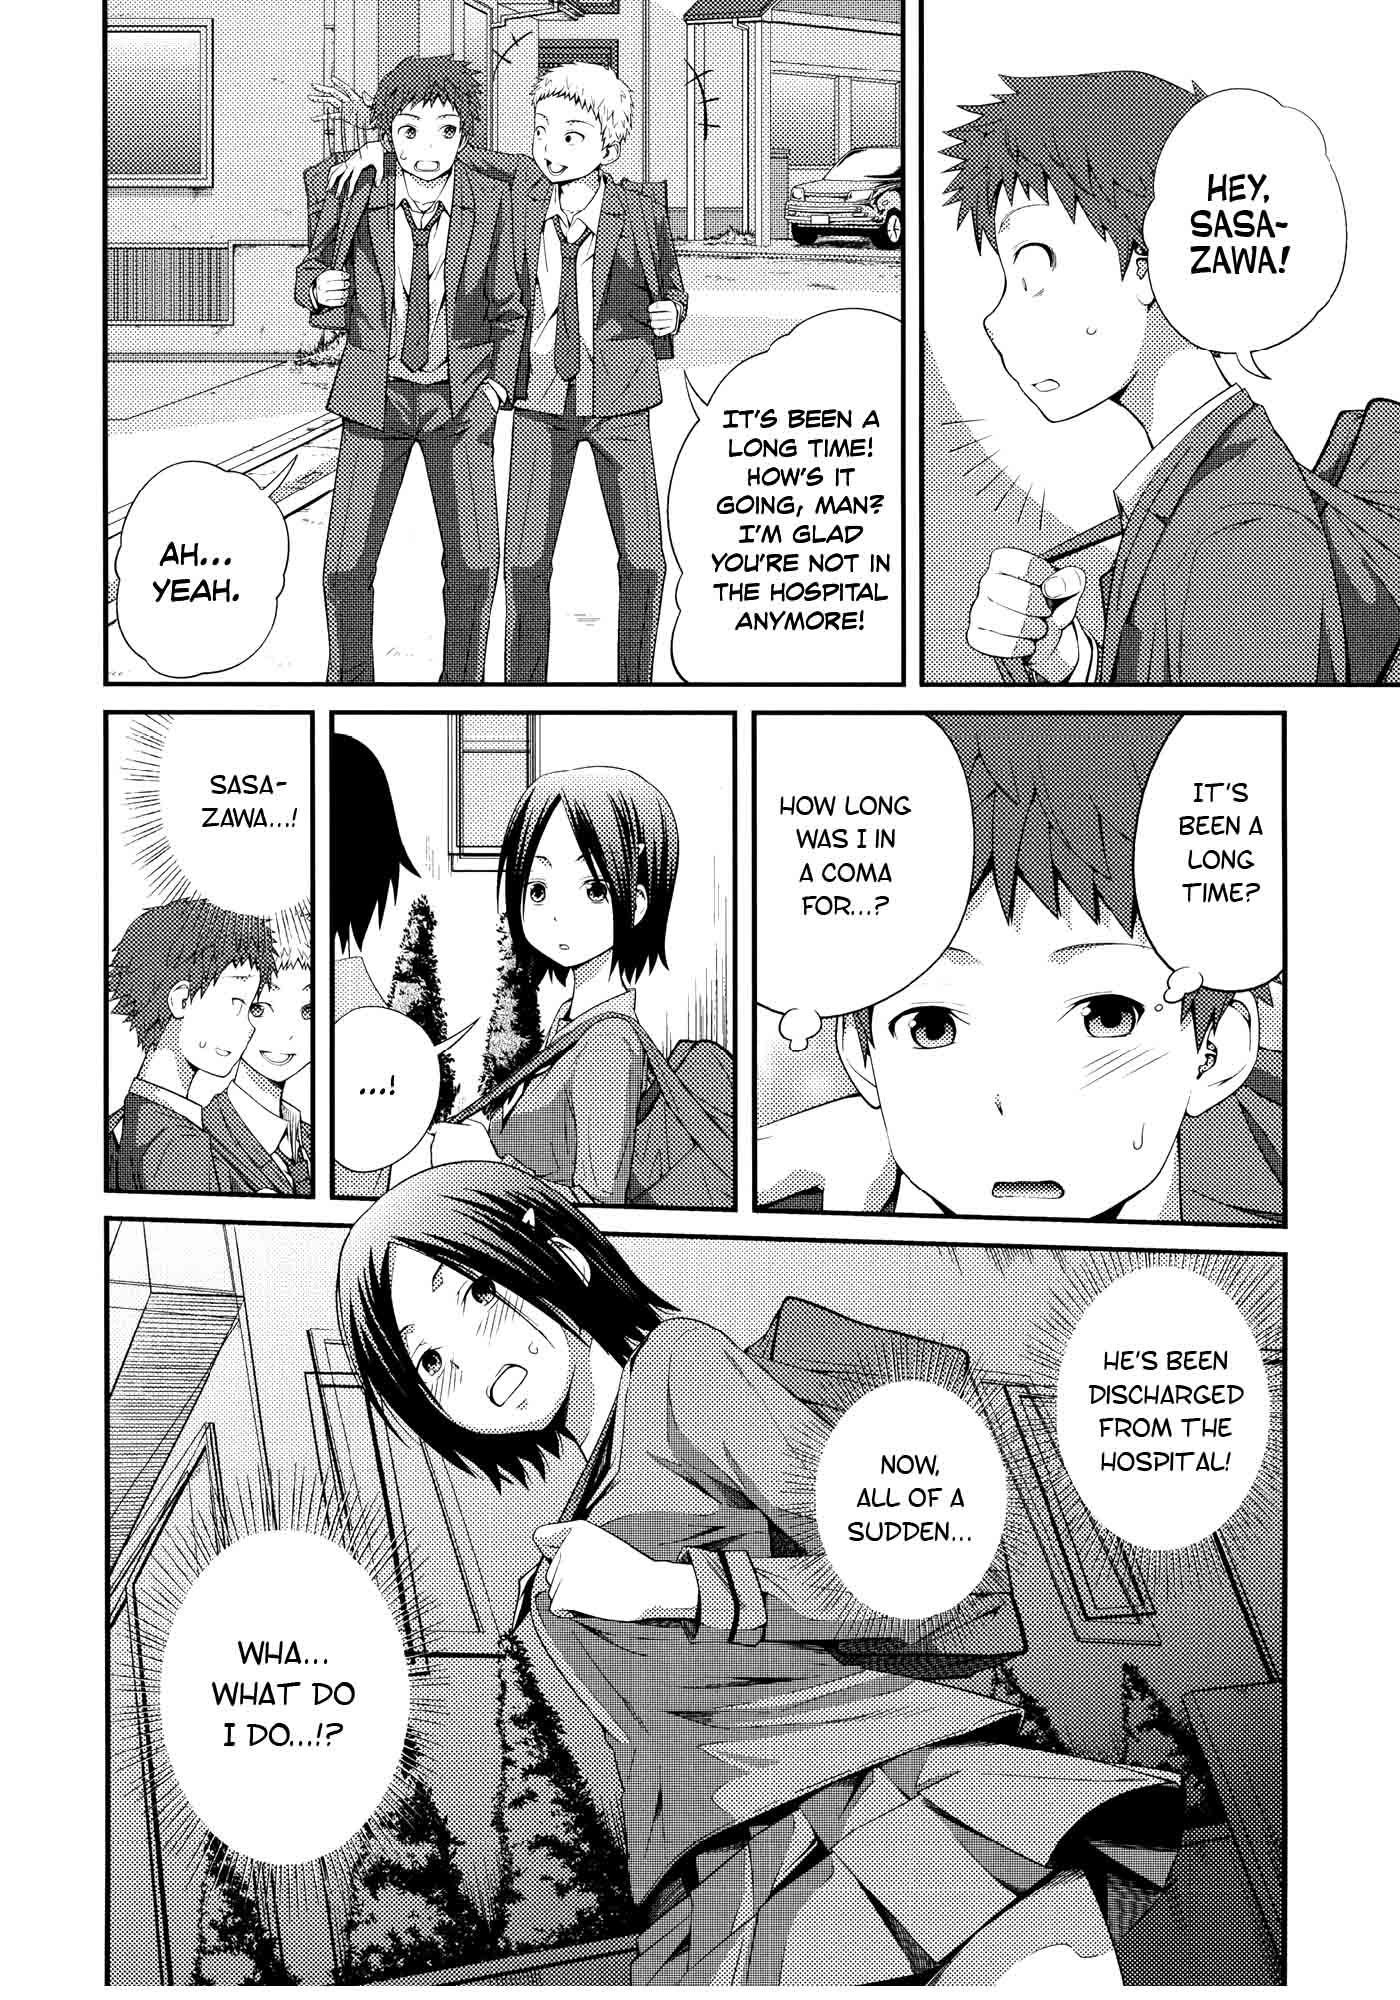 HEY,
SASA-
ZAWA!
IT'S BEEN A
LONG TIME!
HOW'S IT
GOING, MAN?
I'M GLAD
YOU'RE NOT IN
THE HOSPITAL
ANYMORE!
AH...
YEAH.
IT'S
BEEN A
LONG
TIME?
HOW LONG
WAS I IN
A COMA
FOR...?
...!
SASA-
ZAWA...!
HE'S BEEN
DISCHARGED
FROM THE
HOSPITAL!
NOW,
ALL OF A
SUDDEN...
WHA...
WHAT DO
I DO...!?